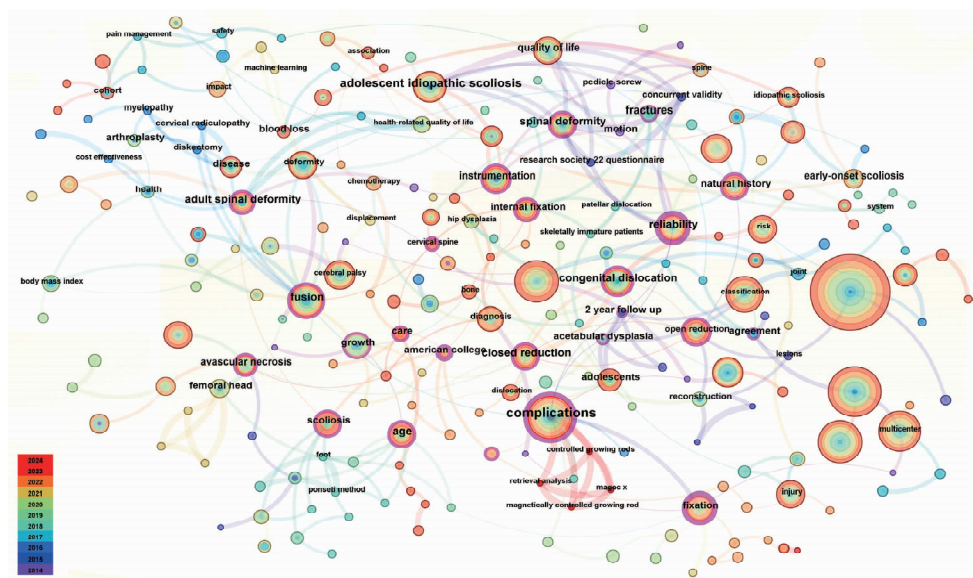 pain management
safety
quality of life
association
machine learning
spine
adolescent idiopathic scoliosis
pedicle screw
cohort
impact
concurrent validity
idiopathic scoliosis
myelopathy
fractures
cervical radiculopathy
health-related quality of life
spinal deformity
blood loss
motion
arthroplasty
diskectomy
cost effectiveness
disease
deformity
research society 22 questionnaire
instrumentation
early-onset scoliosis
chemotherapy
natural history
health
adult spinal deformity
internal fixation
patellar dislocation
system
displacement
hip dysplasia
reliability
risk
skeletally immature patients
cervical spine
cerebral palsy
congenital dislocation
joint
body mass index
bone
classification
fusion
2 year follow up
diagnosis
care
open reduction
agreement
growth
acetabular dysplasia
american college
closed reduction
lesions
avascular necrosis
adolescents
femoral head
dislocation
reconstruction
complications
scoliosis
age
multicenter
controlled growing rods
foot
retrieval analysis
magec x
ponseti method
injury
magnetically controlled growing rod
fixation
2024
2023
2022
2021
2020
2019
2018
2017
2016
2015
2014